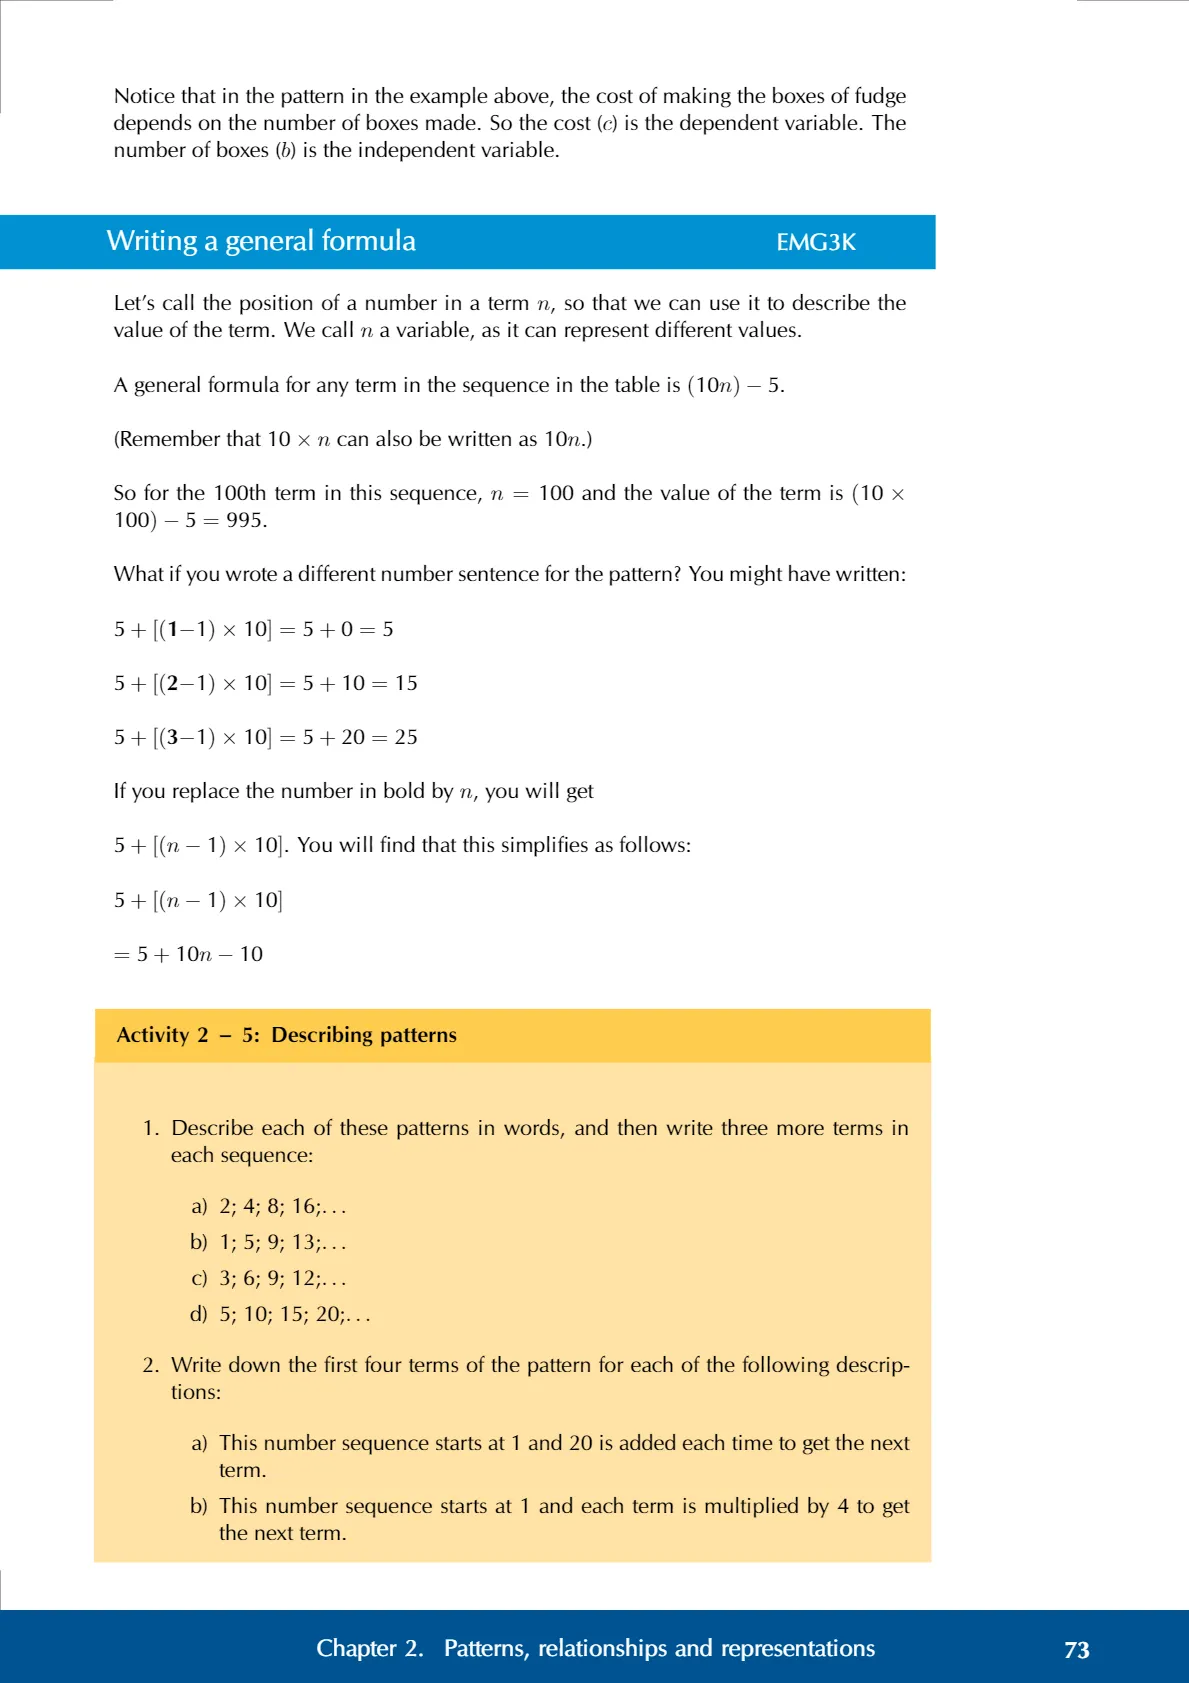 Notice that in the pattern in the example above, the cost of making the boxes of fudge
depends on the number of boxes made. So the cost (c) is the dependent variable. The
number of boxes (b) is the independent variable.
Writing a general formula EMG3K
Let’s call the position of a number in a term n, so that we can use it to describe the
value of the term. We call n a variable, as it can represent different values.
A general formula for any term in the sequence in the table is (10n) − 5.
(Remember that 10 × n can also be written as 10n.)
So for the 100th term in this sequence, n = 100 and the value of the term is (10 ×
100) − 5 = 995.
What if you wrote a different number sentence for the pattern? You might have written:
5 + [(1−1) × 10] = 5 + 0 = 5
5 + [(2−1) × 10] = 5 + 10 = 15
5 + [(3−1) × 10] = 5 + 20 = 25
If you replace the number in bold by n, you will get
5 + [(n − 1) × 10]. You will find that this simplifies as follows:
5 + [(n − 1) × 10]
= 5 + 10n − 10
Activity 2 – 5: Describing patterns
1. Describe each of these patterns in words, and then write three more terms in
each sequence:
a) 2; 4; 8; 16;. . .
b) 1; 5; 9; 13;. . .
c) 3; 6; 9; 12;. . .
d) 5; 10; 15; 20;. . .
2. Write down the first four terms of the pattern for each of the following descrip-
tions:
a) This number sequence starts at 1 and 20 is added each time to get the next
term.
b) This number sequence starts at 1 and each term is multiplied by 4 to get
the next term.
Chapter 2. Patterns, relationships and representations 73